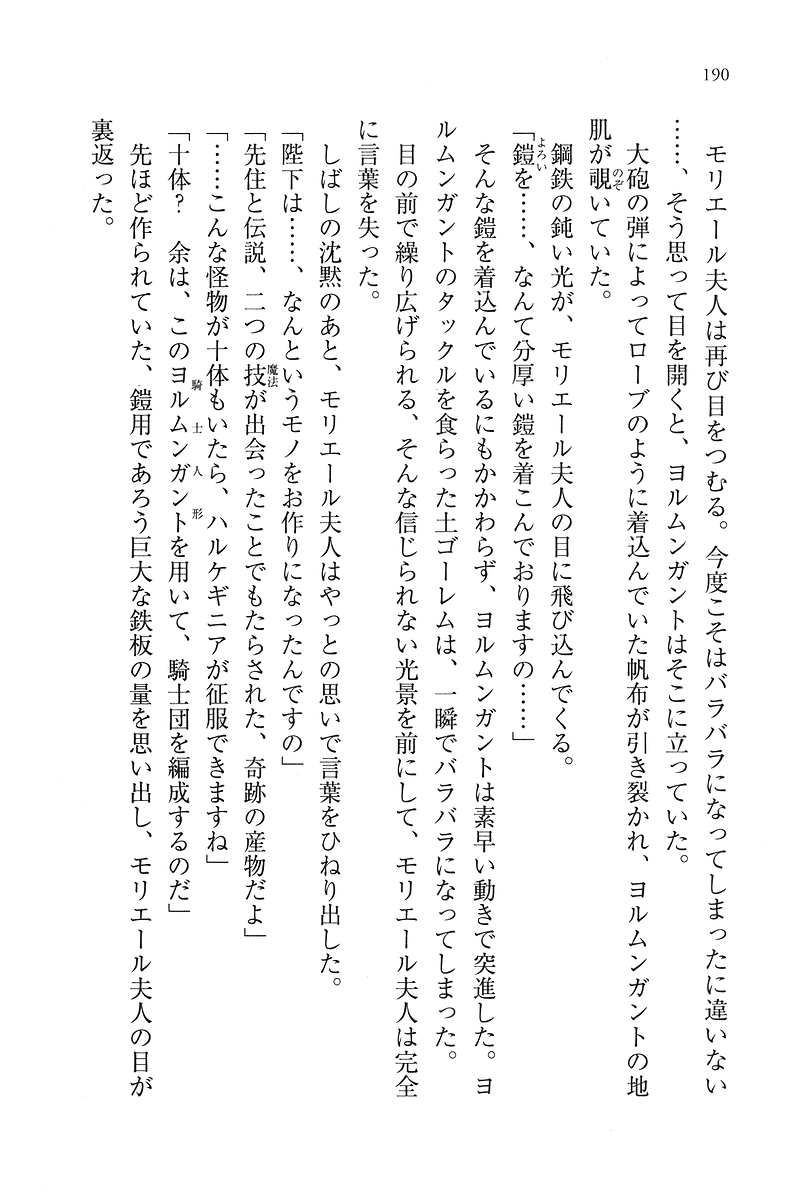 190
モリエール夫人は再び目をつむる。今度こそはバラバラになってしまったに違いない
……、そう思って目を開くと、ヨルムンガントはそこに立っていた。
大砲の弾によってローブのように着込んでいた帆布が引き裂かれ、ヨルムンガントの地
肌が覗いていた。
鋼鉄の鈍い光が、モリエール夫人の目に飛び込んでくる。
「鎧を……、なんて分厚い鎧を着こんでおりますの……」
そんな鎧を着込んでいるにもかかわらず、ヨルムンガントは素早い動きで突進した。ヨ
ルムンガントのタックルを食らった土ゴーレムは、一瞬でバラバラになってしまった。
目の前で繰り広げられる、そんな信じられない光景を前にして、モリエール夫人は完全
に言葉を失った。
しばしの沈黙のあと、モリエール夫人はやっとの思いで言葉をひねり出した。
「陛下は……、なんというモノをお作りになったんですの」
「先住と伝説、二つの技が出会ったことでもたらされた、奇跡の産物だよ」
「……こんな怪物が十体もいたら、ハルケギニアが征服できますね」
「十体?　余は、このヨルムンガントを用いて、騎士団を編成するのだ」
先ほど作られていた、鎧用であろう巨大な鉄板の量を思い出し、モリエール夫人の目が
裏返った。
のぞ
よろい
魔法
騎士人形